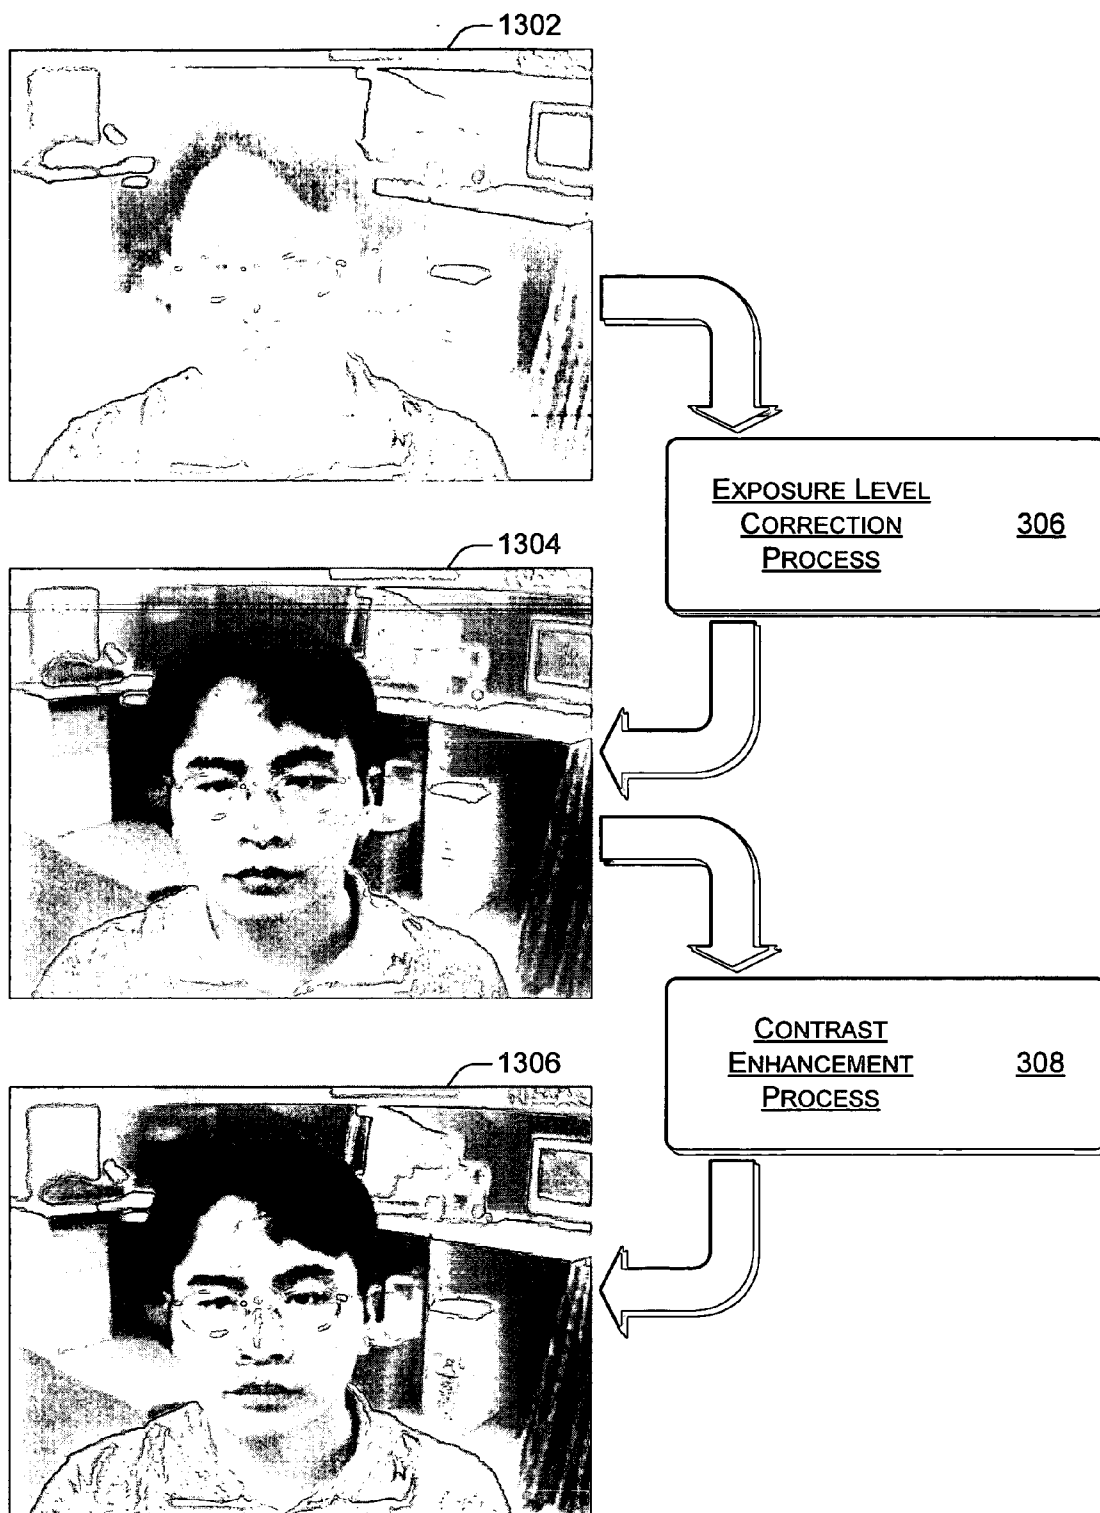 1302
EXPOSURE LEVEL
CORRECTION
PROCESS
306
1304
CONTRAST
ENHANCEMENT
PROCESS
308
1306